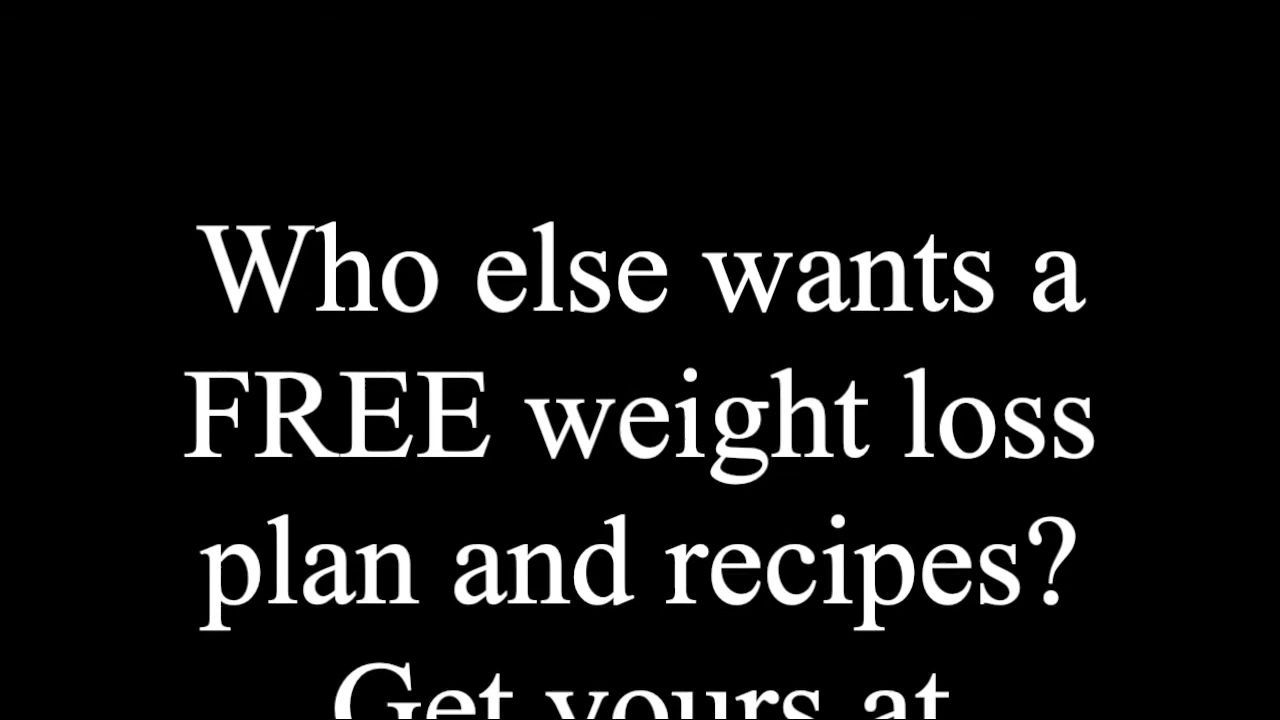 Who else wants a
FREE weight loss
plan and recipes?
Get yours at